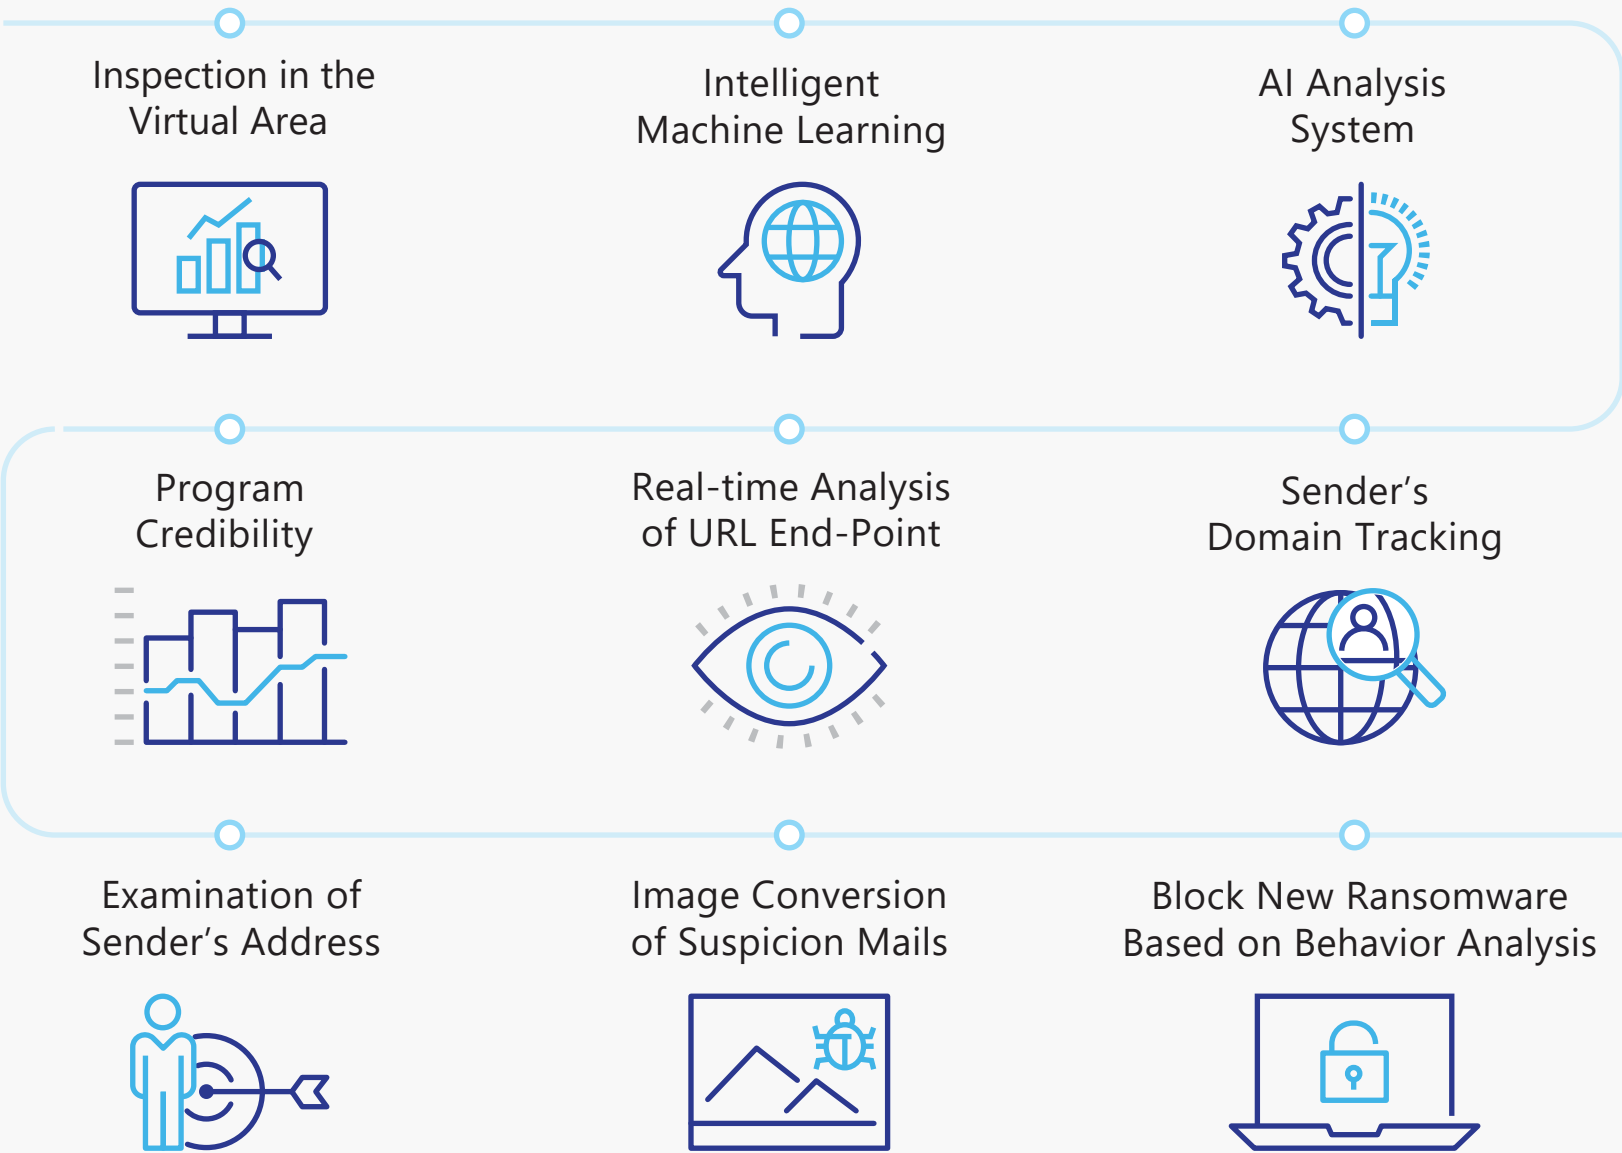 Inspection in the
Virtual Area
Intelligent
Machine Learning
AI Analysis
System
Program
Credibility
Real-time Analysis
of URL End-Point
Sender’s
Domain Tracking
Examination of
Sender’s Address
Image Conversion
of Suspicion Mails
Block New Ransomware
Based on Behavior Analysis